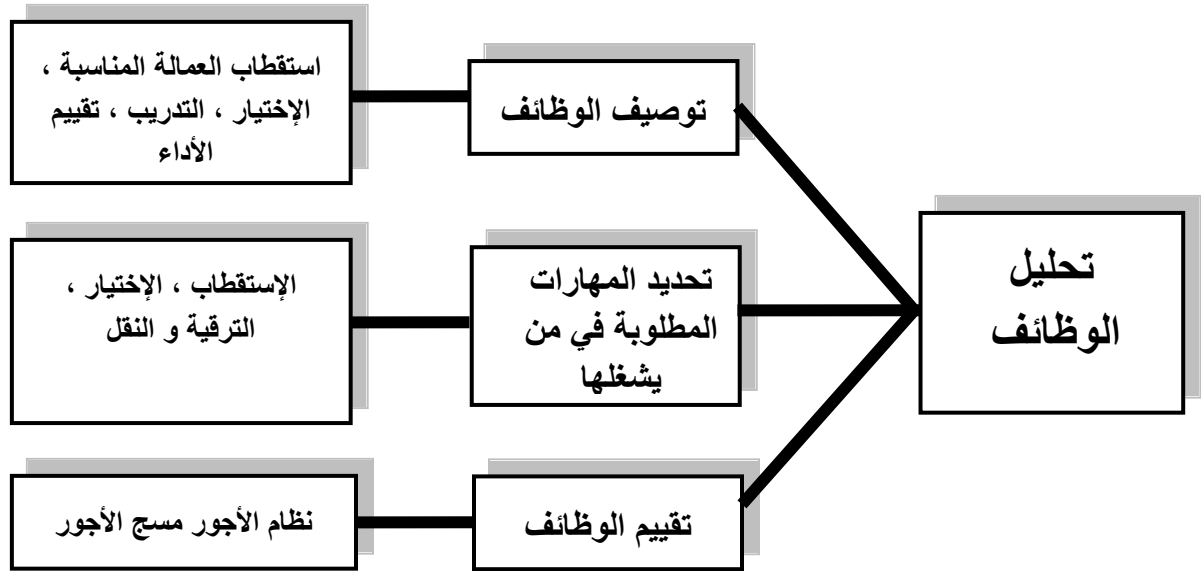 تحليل
الوظائف
توصيف الوظائف
استقطاب العمالة المناسبة ،
الإختيار ، التدريب ، تقييم
الأداء
تحديد المهارات
المطلوبة في من
يشغلها
الإستقطاب ، الإختيار ،
الترقية و النقل
تقييم الوظائف
نظام الأجور مسج الأجور